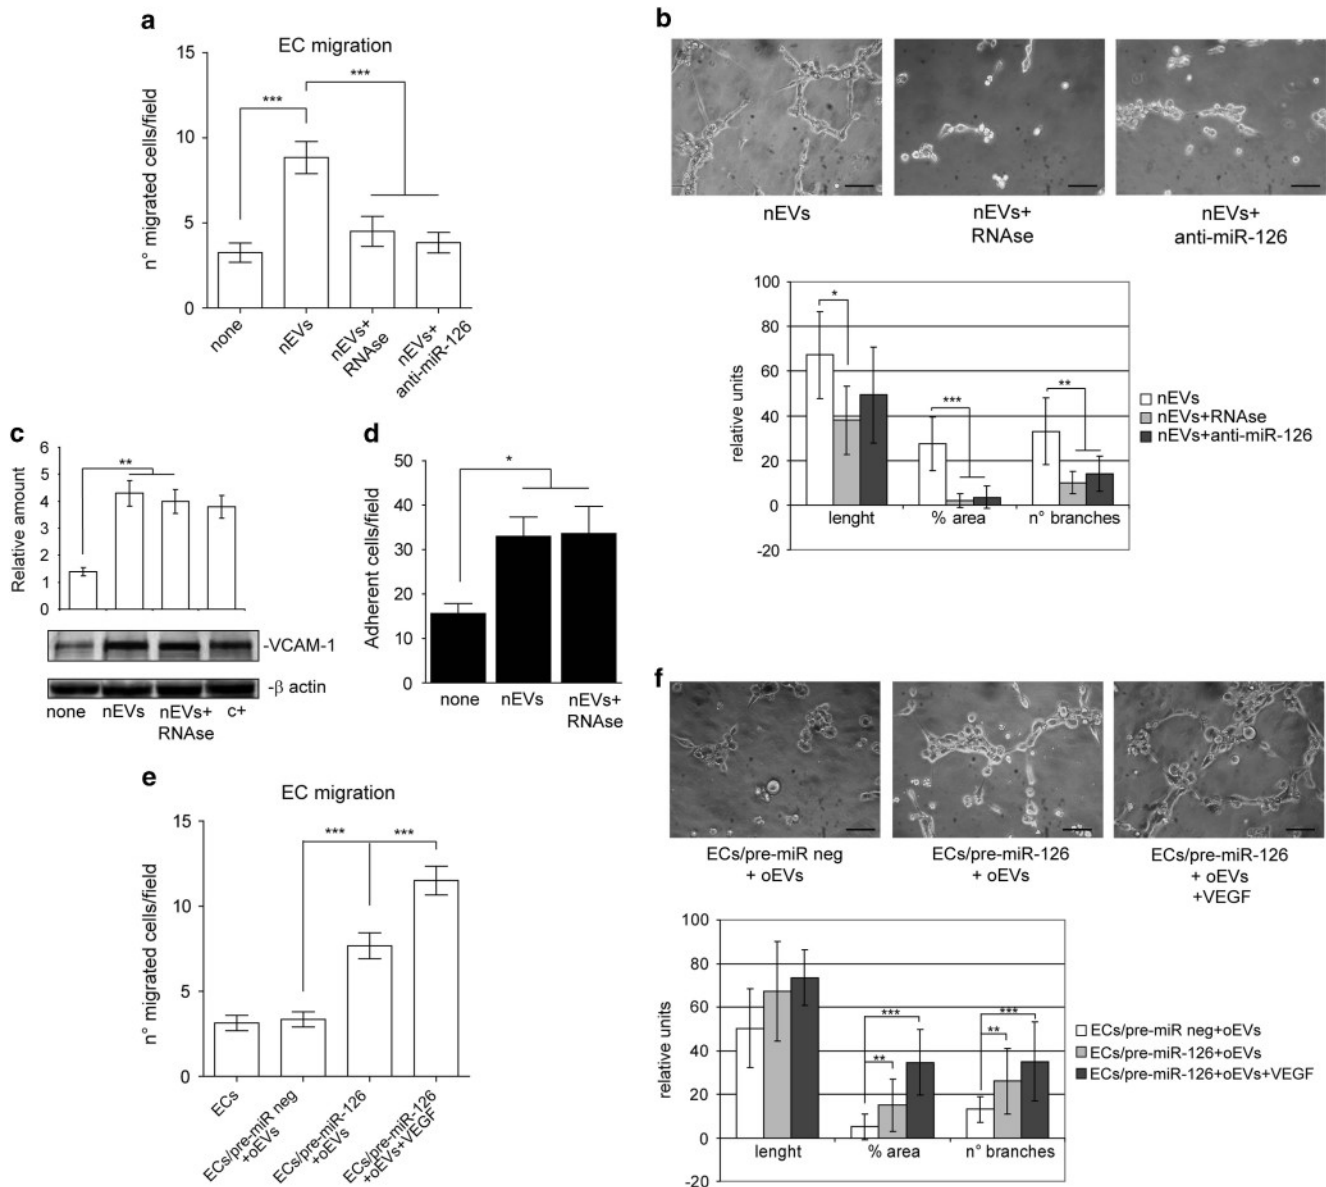 a
EC migration
15
10
5
0
n° migrated cells/field
***
***
none
nEVs
nEVs+
RNAse
nEVs+
anti-miR-126
b
nEVs
nEVs+
RNAse
nEVs+
anti-miR-126
100
80
60
40
20
0
-20
relative units
*
***
**
lenght
% area
n° branches
nEVs
nEVs+RNAse
nEVs+anti-miR-126
c
6
5
4
3
2
1
0
Relative amount
**
-VCAM-1
-β actin
none
nEVs
nEVs+
RNAse
c+
d
50
40
30
20
10
0
Adherent cells/field
*
none
nEVs
nEVs+
RNAse
e
EC migration
15
10
5
0
n° migrated cells/field
***
***
ECs
ECs/pre-miR neg
+oEVs
ECs/pre-miR-126
+oEVs
ECs/pre-miR-126
+oEVs+VEGF
f
ECs/pre-miR neg
+ oEVs
ECs/pre-miR-126
+ oEVs
ECs/pre-miR-126
+ oEVs
+VEGF
100
80
60
40
20
0
-20
relative units
***
**
***
**
lenght
% area
n° branches
ECs/pre-miR neg+oEVs
ECs/pre-miR-126+oEVs
ECs/pre-miR-126+oEVs+VEGF